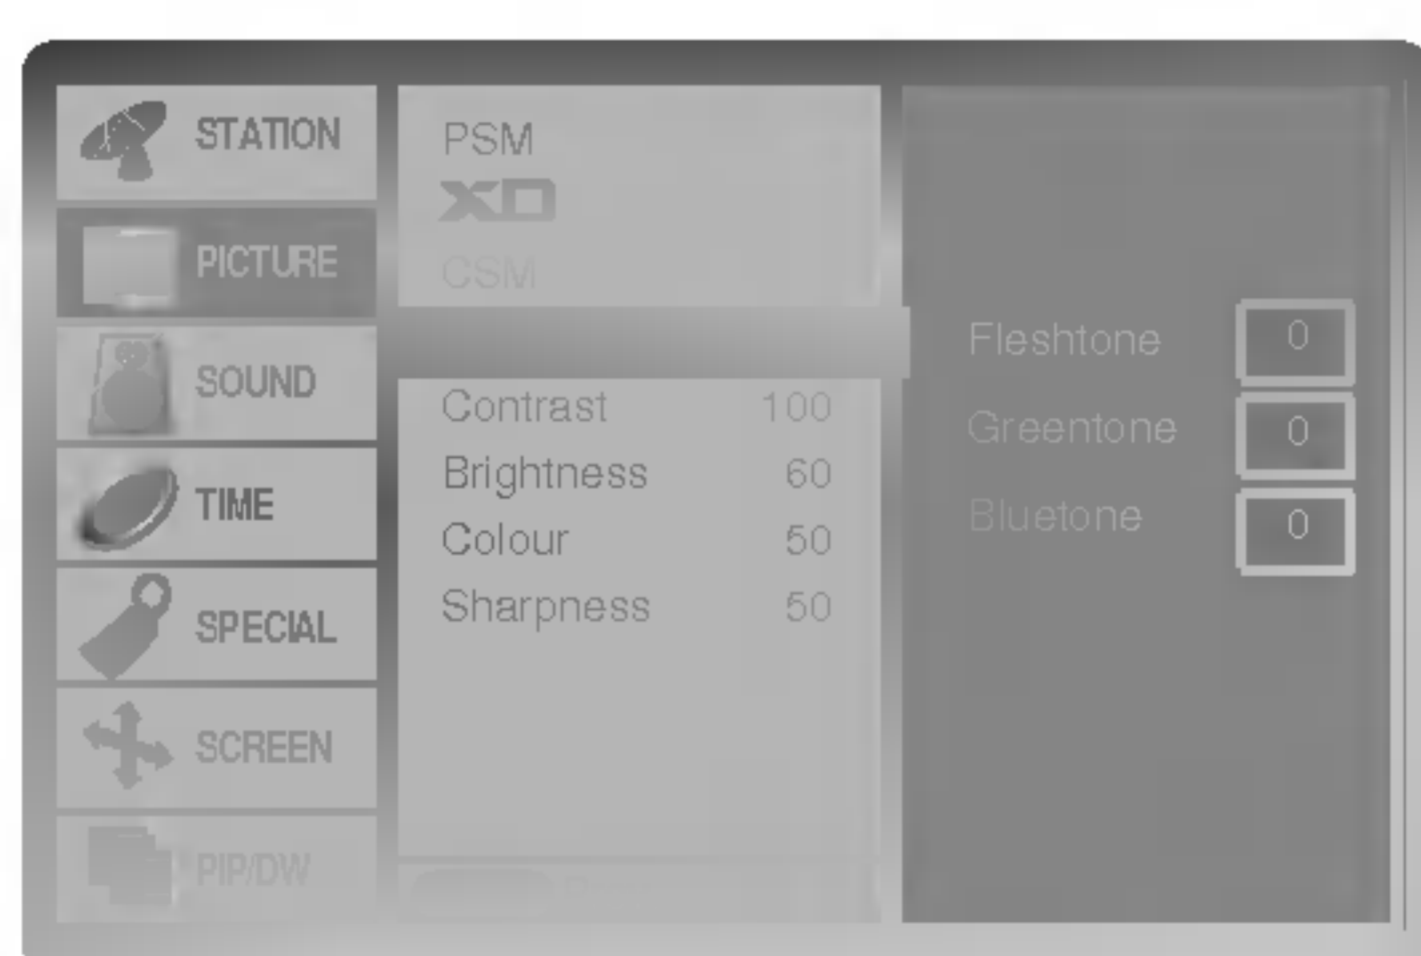 STATION
PICTURE
SOUND
TIME
SPECIAL
SCREEN
PIP/DW
PSM
XD
CSM
Contrast 100
Brightness 60
Colour 50
Sharpness 50
Fleshtone 0
Greentone 0
Bluetone 0